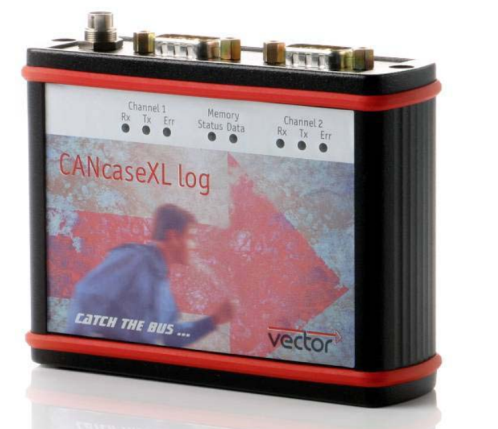 Channel 1
Rx Tx Err
Memory
Status Data
Channel 2
Rx Tx Err
CANcaseXL log
CATCH THE BUS ...
vector